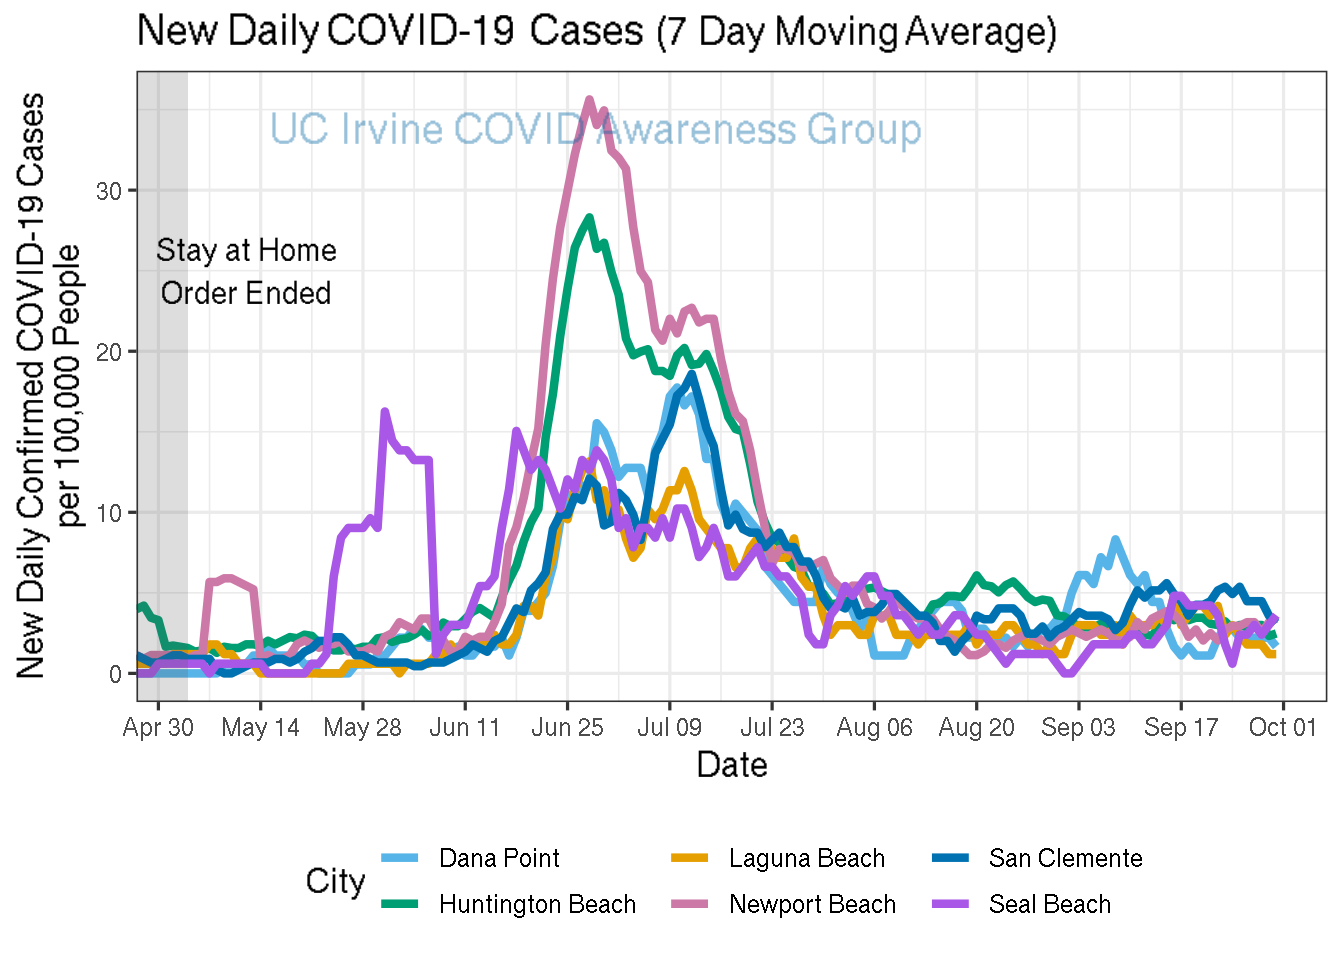 New Daily COVID-19 Cases (7 Day Moving Average)
UC Irvine COVID Awareness Group
Stay at Home
Order Ended
New Daily Confirmed COVID-19 Cases
per 100,000 People
30
20
10
0
Apr 30 May 14 May 28 Jun 11 Jun 25 Jul 09 Jul 23 Aug 06 Aug 20 Sep 03 Sep 17 Oct 01
Date
City
Dana Point Laguna Beach San Clemente
Huntington Beach Newport Beach Seal Beach